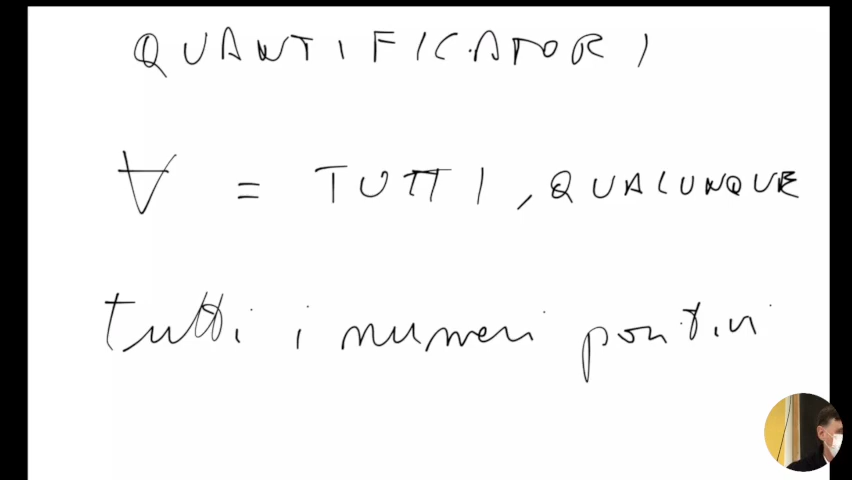 QUANTIFICATORI
∀ = TUTTI, QUALUNQUE
tutti i numeri positivi